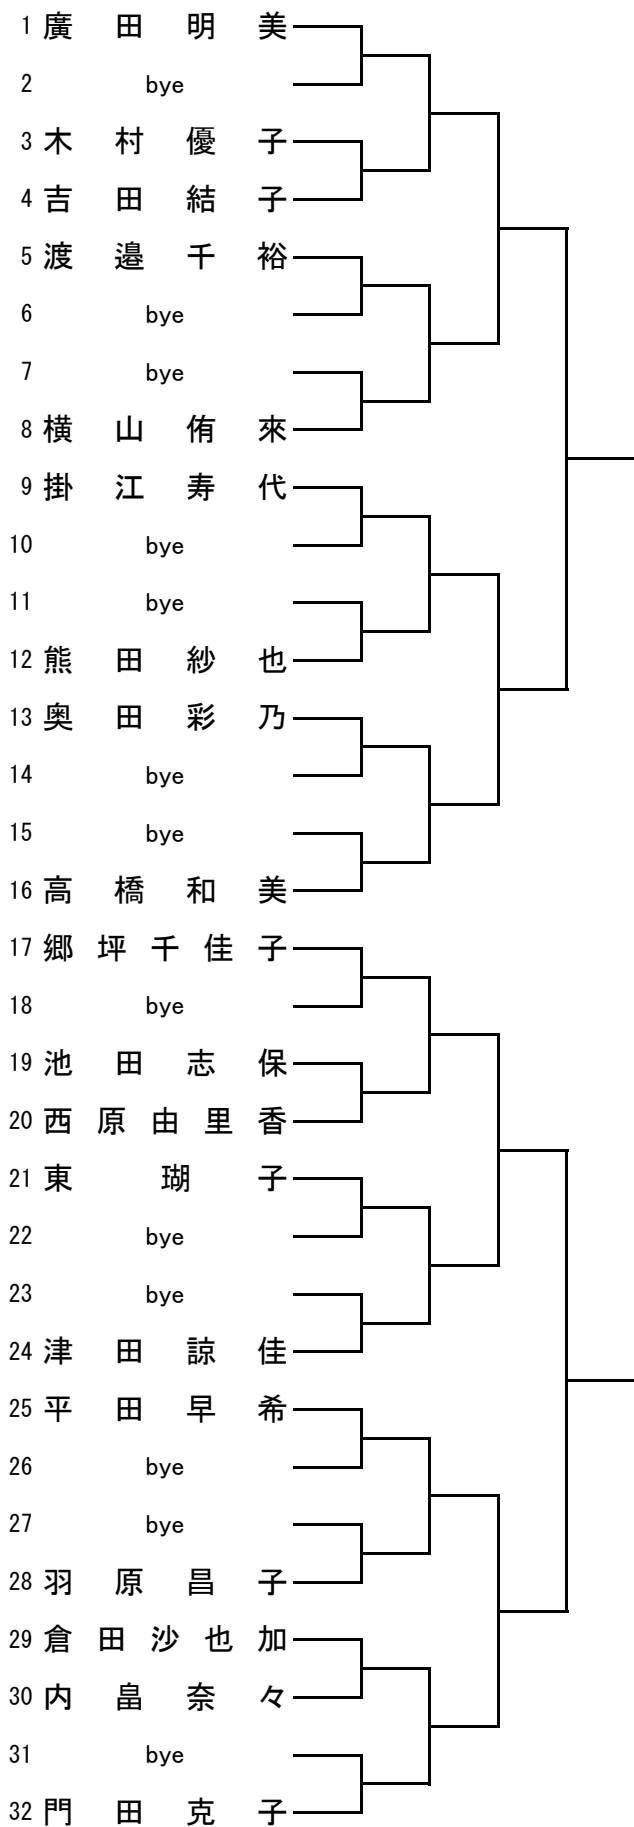 1 廣田明美
2 bye
3 木村優子
4 吉田結子
5 渡邉千裕
6 bye
7 bye
8 横山侑來
9 掛江寿代
10 bye
11 bye
12 熊田紗也
13 奥田彩乃
14 bye
15 bye
16 高橋和美
17 郷坪千佳子
18 bye
19 池田志保
20 西原由里香
21 東瑚子
22 bye
23 bye
24 津田諒佳
25 平田早希
26 bye
27 bye
28 羽原昌子
29 倉田沙也加
30 内畠奈々
31 bye
32 門田克子